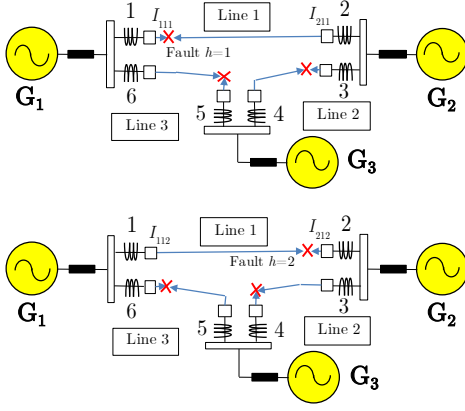 1 I111 Line 1 I211 2
Fault h=1
G1 G2
6 5 4 3
Line 3 Line 2
G3
1 I112 Line 1 I212 2
Fault h=2
G1 G2
6 5 4 3
Line 3 Line 2
G3